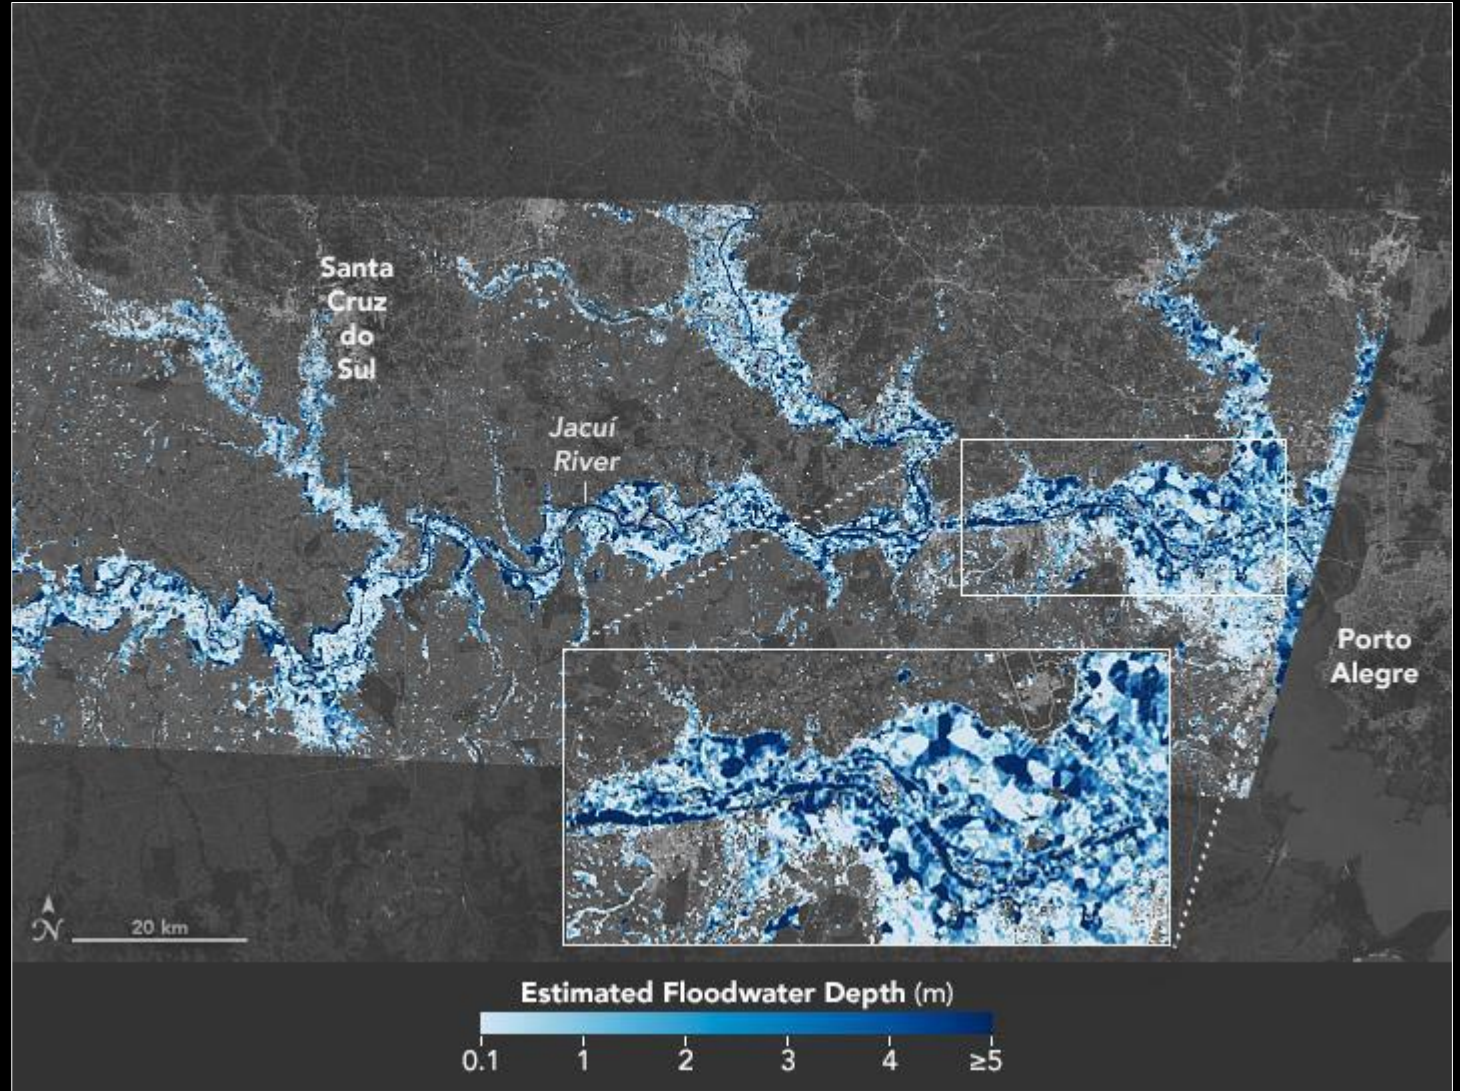 Santa
Cruz
do
Sul
Jacuí
River
Porto
Alegre
N
20 km
Estimated Floodwater Depth (m)
0.1 1 2 3 4 ≥5